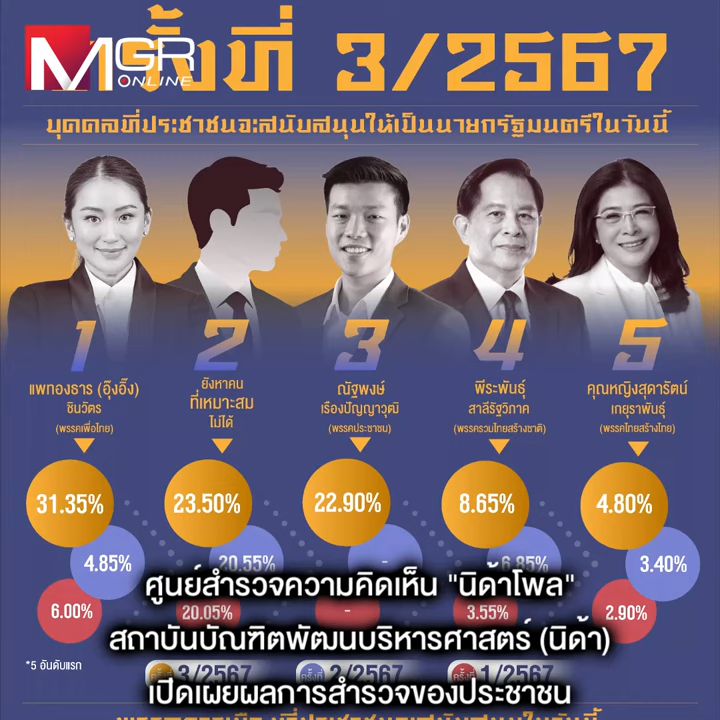 MGR
ONLINE
ครั้งที่ 3/2567
บุคคลที่ประชาชนจะสนับสนุนให้เป็นนายกรัฐมนตรีในวันนี้
1 2 3 4 5
แพทองธาร (อุ๊งอิ๊ง)
ชินวัตร
(พรรคเพื่อไทย)
ยังหาคน
ที่เหมาะสม
ไม่ได้
ณัฐพงษ์
เรืองปัญญาวุฒิ
(พรรคประชาชน)
พีระพันธุ์
สาลีรัฐวิภาค
(พรรครวมไทยสร้างชาติ)
คุณหญิงสุดารัตน์
เกยุราพันธุ์
(พรรคไทยสร้างไทย)
31.35% 23.50% 22.90% 8.65% 4.80%
4.85% 20.55% - 6.85% 3.40%
6.00% 20.05% - 3.55% 2.90%
ศูนย์สำรวจความคิดเห็น "นิด้าโพล"
สถาบันบัณฑิตพัฒนบริหารศาสตร์ (นิด้า)
เปิดเผยผลการสำรวจของประชาชน
*5 อันดับแรก
ครั้งที่ 3/2567 ครั้งที่ 2/2567 ครั้งที่ 1/2567